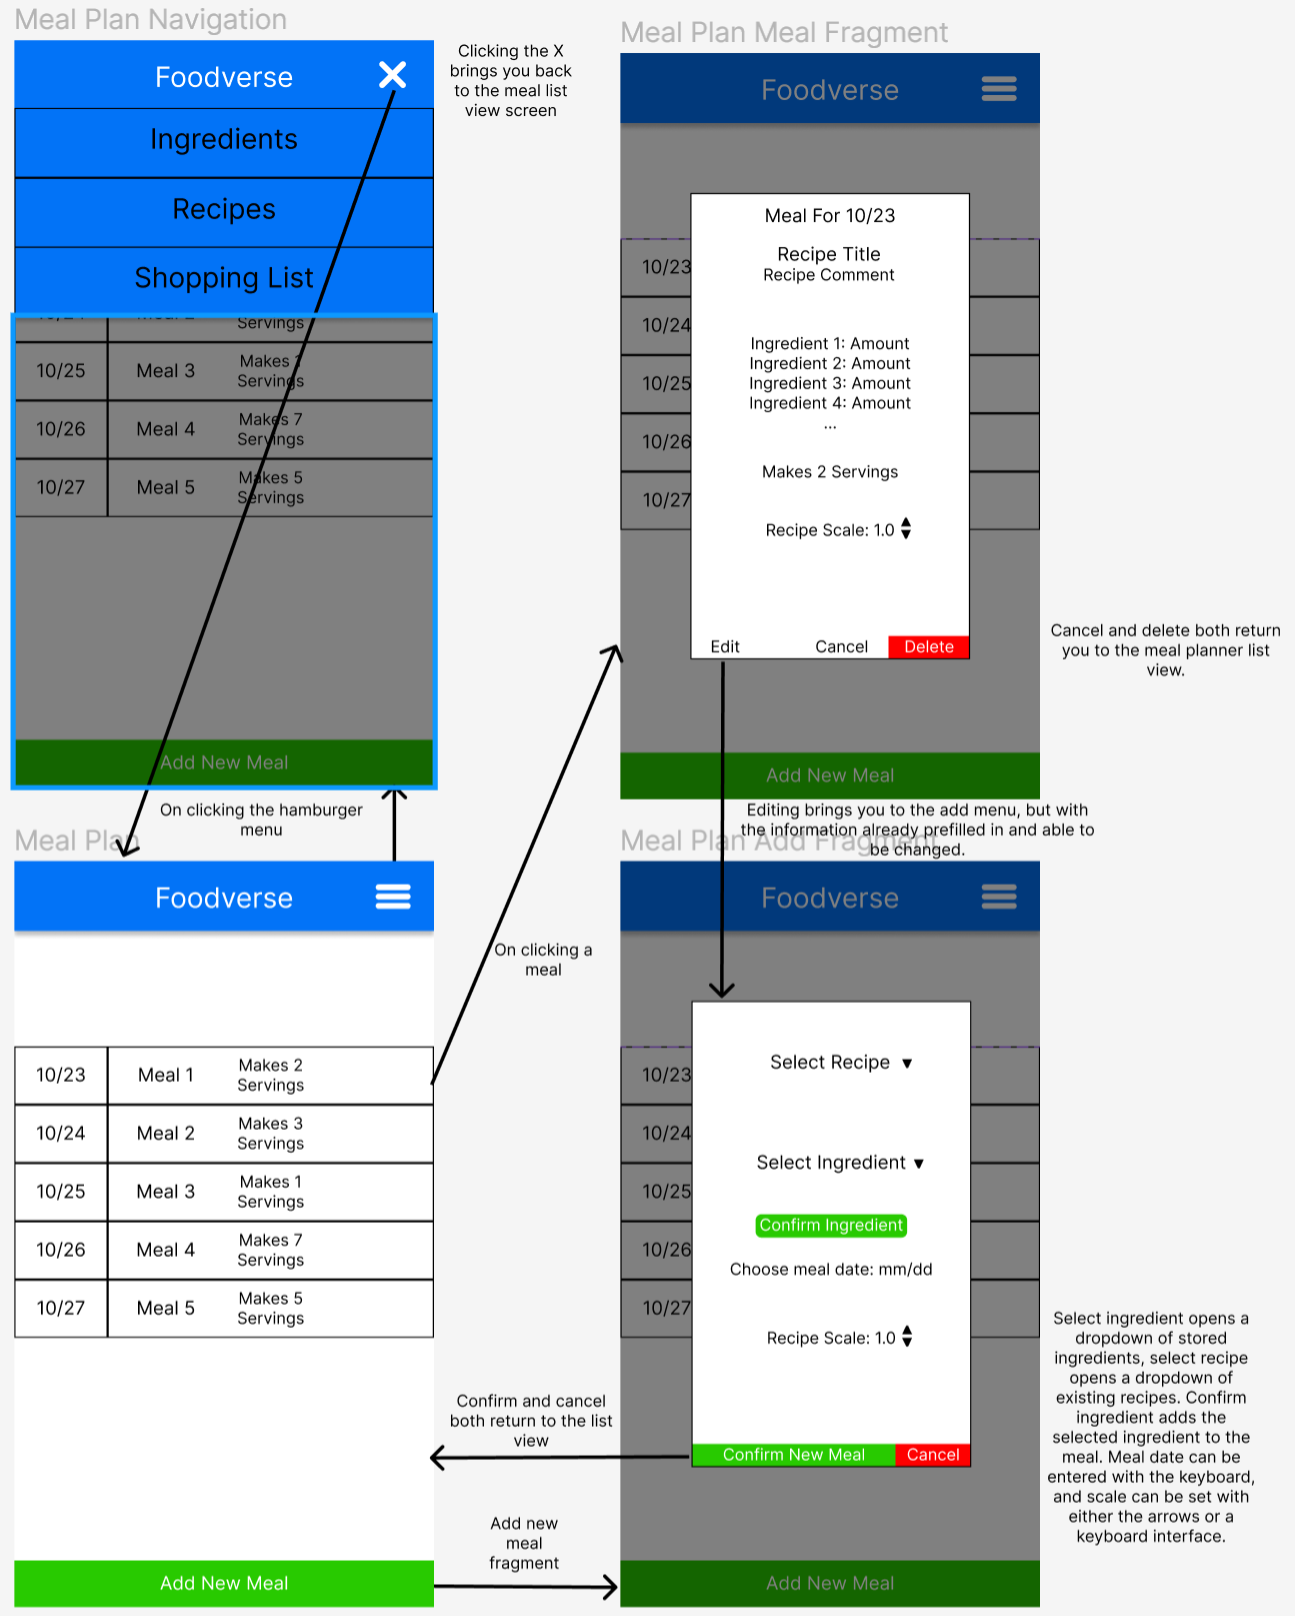 Meal Plan Navigation
Foodverse
Ingredients
Recipes
Shopping List
Servings
10/25 Meal 3 Makes 1
Servings
10/26 Meal 4 Makes 7
Servings
10/27 Meal 5 Makes 5
Servings
Add New Meal
Clicking the X
brings you back
to the meal list
view screen
On clicking the hamburger
menu
Meal Plan
Foodverse
10/23 Meal 1 Makes 2
Servings
10/24 Meal 2 Makes 3
Servings
10/25 Meal 3 Makes 1
Servings
10/26 Meal 4 Makes 7
Servings
10/27 Meal 5 Makes 5
Servings
Add New Meal
On clicking a
meal
Confirm and cancel
both return to the list
view
Add new
meal
fragment
Meal Plan Meal Fragment
Foodverse
10/23
10/24
10/25
10/26
10/27
Meal For 10/23
Recipe Title
Recipe Comment
Ingredient 1: Amount
Ingredient 2: Amount
Ingredient 3: Amount
Ingredient 4: Amount
...
Makes 2 Servings
Recipe Scale: 1.0
Edit Cancel Delete
Add New Meal
Cancel and delete both return
you to the meal planner list
view.
Editing brings you to the add menu, but with
the information already prefilled in and able to
be changed.
Meal Plan Add Fragment
Foodverse
10/23
10/24
10/25
10/26
10/27
Select Recipe ▼
Select Ingredient ▼
Confirm Ingredient
Choose meal date: mm/dd
Recipe Scale: 1.0
Confirm New Meal Cancel
Add New Meal
Select ingredient opens a
dropdown of stored
ingredients, select recipe
opens a dropdown of
existing recipes. Confirm
ingredient adds the
selected ingredient to the
meal. Meal date can be
entered with the keyboard,
and scale can be set with
either the arrows or a
keyboard interface.